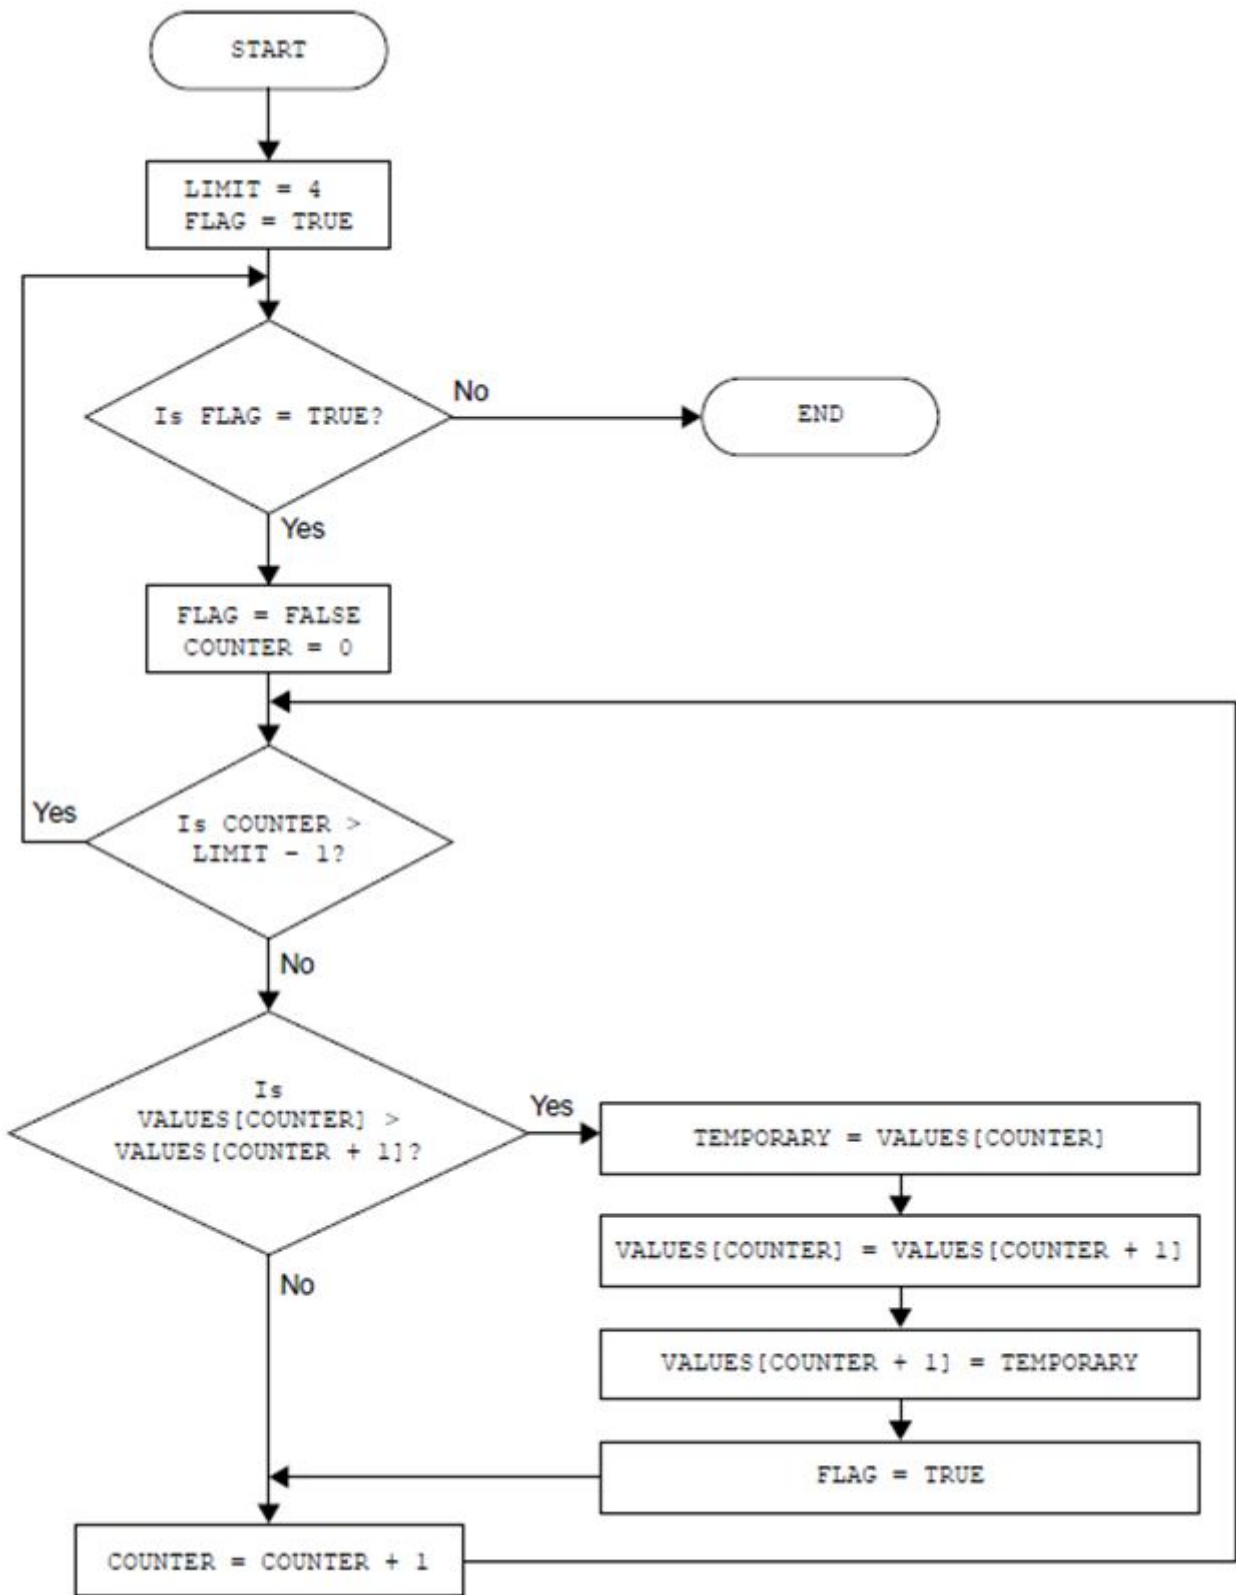 START
LIMIT = 4
FLAG = TRUE
Is FLAG = TRUE?
No
END
Yes
FLAG = FALSE
COUNTER = 0
Yes
Is COUNTER >
LIMIT - 1?
No
Is
VALUES[COUNTER] >
VALUES[COUNTER + 1]?
Yes
TEMPORARY = VALUES[COUNTER]
VALUES[COUNTER] = VALUES[COUNTER + 1]
VALUES[COUNTER + 1] = TEMPORARY
FLAG = TRUE
No
COUNTER = COUNTER + 1